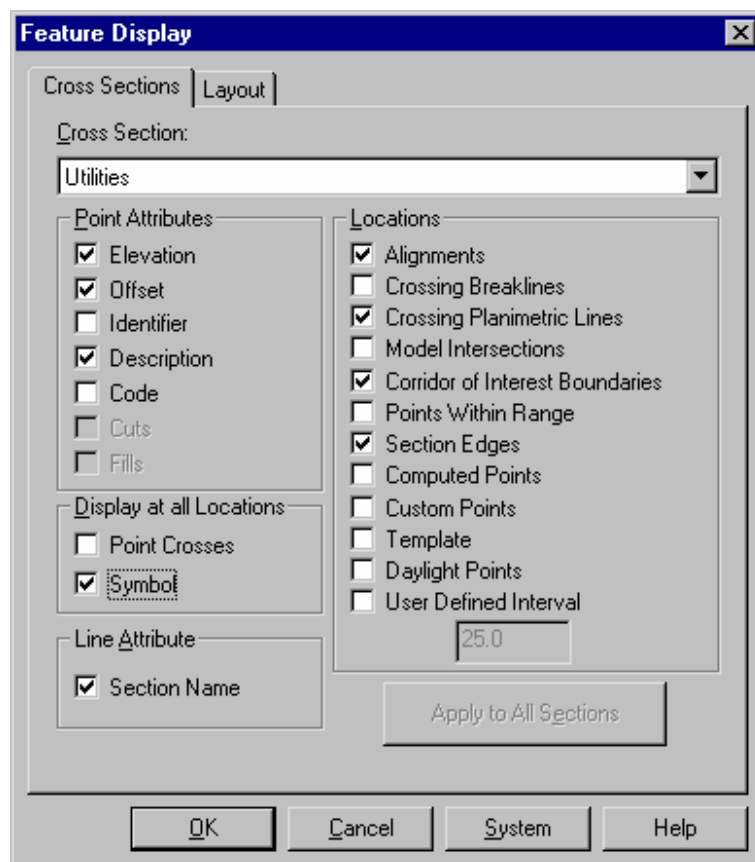 Feature Display
Cross Sections
Layout
Cross Section:
Utilities
Point Attributes
Elevation
Offset
Identifier
Description
Code
Cuts
Fills
Display at all Locations
Point Crosses
Symbol
Line Attribute
Section Name
Locations
Alignments
Crossing Breaklines
Crossing Planimetric Lines
Model Intersections
Corridor of Interest Boundaries
Points Within Range
Section Edges
Computed Points
Custom Points
Template
Daylight Points
User Defined Interval
25.0
Apply to All Sections
OK
Cancel
System
Help